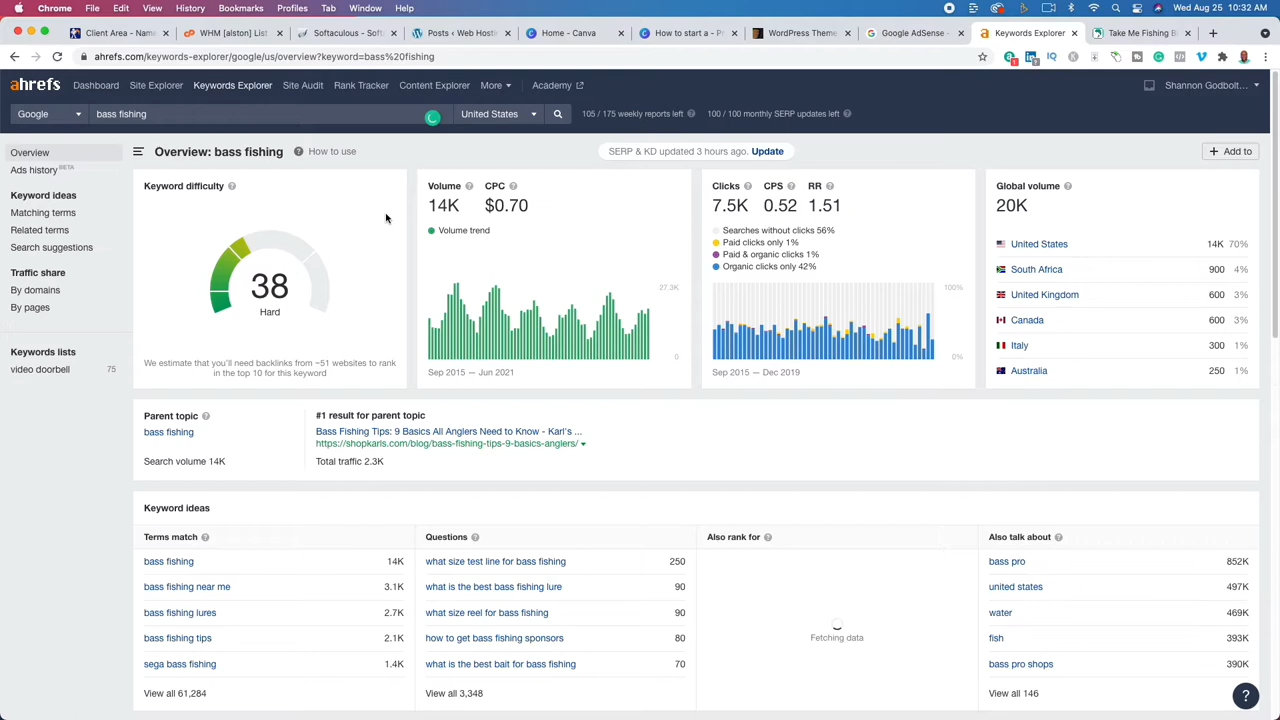 Chrome File Edit View History Bookmarks Profiles Tab Window Help Wed Aug 25 10:32 AM
Client Area - Nam WHM [alston] List Softaculous - Soft Posts ‹ Web Hostin Home - Canva How to start a - P WordPress Theme Google AdSense - Keywords Explorer Take Me Fishing B
ahrefs.com/keywords-explorer/google/us/overview?keyword=bass%20fishing
ahrefs Dashboard Site Explorer Keywords Explorer Site Audit Rank Tracker Content Explorer More Academy Shannon Godbolt...
Google bass fishing United States 105 / 175 weekly reports left 100 / 100 monthly SERP updates left
Overview
Ads history BETA
Keyword ideas
Matching terms
Related terms
Search suggestions
Traffic share
By domains
By pages
Keywords lists
video doorbell 75
Overview: bass fishing ? How to use SERP & KD updated 3 hours ago. Update + Add to
Keyword difficulty ?
38
Hard
We estimate that you'll need backlinks from ~51 websites to rank
in the top 10 for this keyword
Volume ? CPC ?
14K $0.70
Volume trend
27.3K
0
Sep 2015 — Jun 2021
Clicks ? CPS ? RR ?
7.5K 0.52 1.51
Searches without clicks 56%
Paid clicks only 1%
Paid & organic clicks 1%
Organic clicks only 42%
100%
0%
Sep 2015 — Dec 2019
Global volume ?
20K
United States 14K 70%
South Africa 900 4%
United Kingdom 600 3%
Canada 600 3%
Italy 300 1%
Australia 250 1%
Parent topic ?
bass fishing
Search volume 14K
#1 result for parent topic
Bass Fishing Tips: 9 Basics All Anglers Need to Know - Karl's ...
https://shopkarls.com/blog/bass-fishing-tips-9-basics-anglers/
Total traffic 2.3K
Keyword ideas
Terms match ?
bass fishing 14K
bass fishing near me 3.1K
bass fishing lures 2.7K
bass fishing tips 2.1K
sega bass fishing 1.4K
View all 61,284
Questions ?
what size test line for bass fishing 250
what is the best bass fishing lure 90
what size reel for bass fishing 90
how to get bass fishing sponsors 80
what is the best bait for bass fishing 70
View all 3,348
Also rank for ?
Fetching data
Also talk about ?
bass pro 852K
united states 497K
water 469K
fish 393K
bass pro shops 390K
View all 146
?